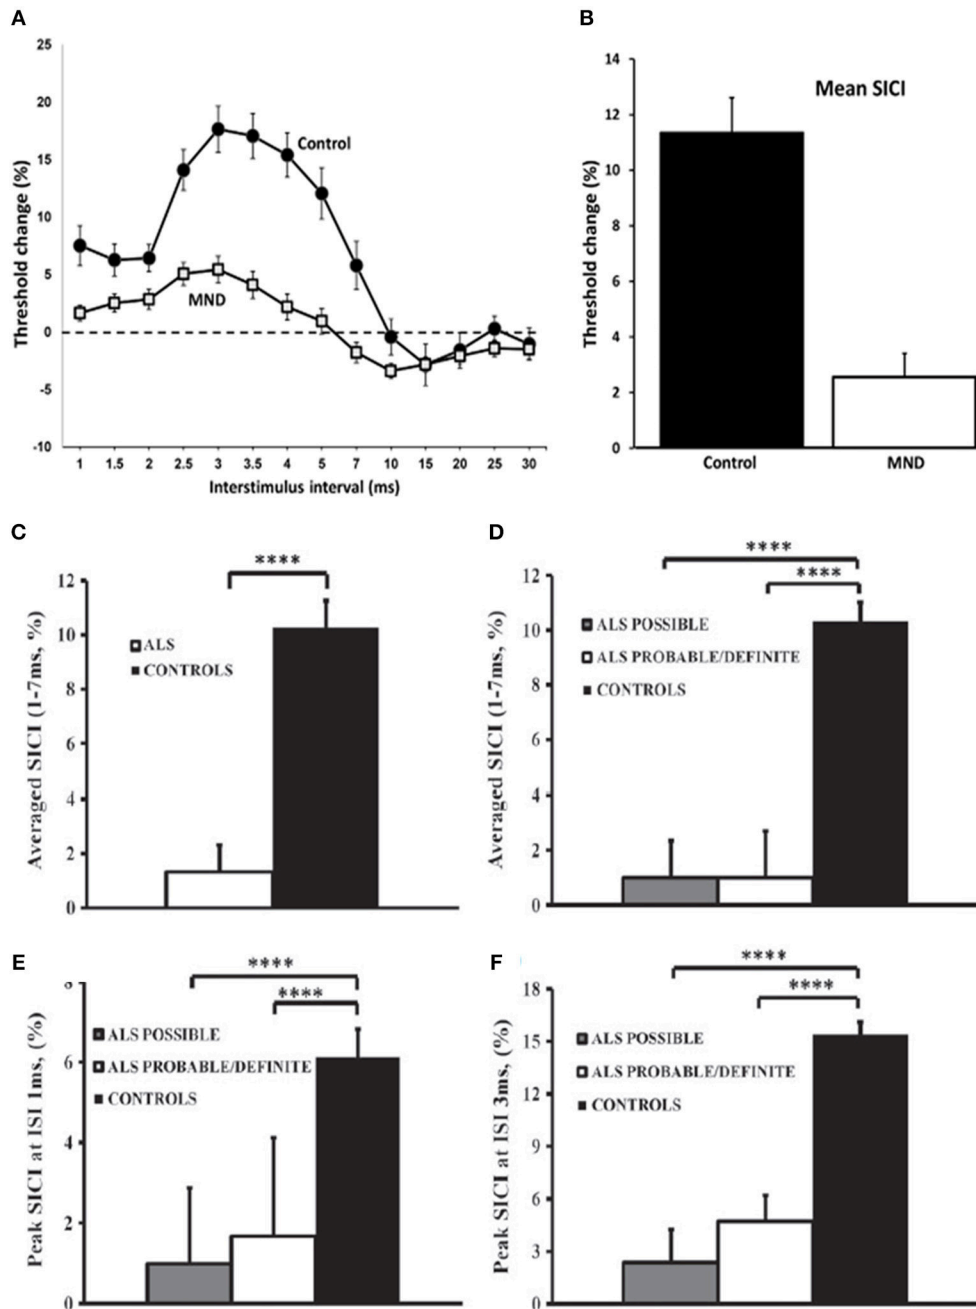 A
25
20
15
10
5
0
-5
-10
Threshold change (%)
Control
MND
1 1.5 2 2.5 3 3.5 4 5 7 10 15 20 25 30
Interstimulus interval (ms)
B
14
12
10
8
6
4
2
0
Threshold change (%)
Mean SICI
Control MND
C
****
12
10
8
6
4
2
0
Averaged SICI (1-7ms, %)
ALS
CONTROLS
D
****
****
12
10
8
6
4
2
0
Averaged SICI (1-7ms, %)
ALS POSSIBLE
ALS PROBABLE/DEFINITE
CONTROLS
E
****
****
8
6
4
2
0
Peak SICI at ISI 1ms, (%)
ALS POSSIBLE
ALS PROBABLE/DEFINITE
CONTROLS
F
****
****
18
15
12
9
6
3
0
Peak SICI at ISI 3ms, (%)
ALS POSSIBLE
ALS PROBABLE/DEFINITE
CONTROLS